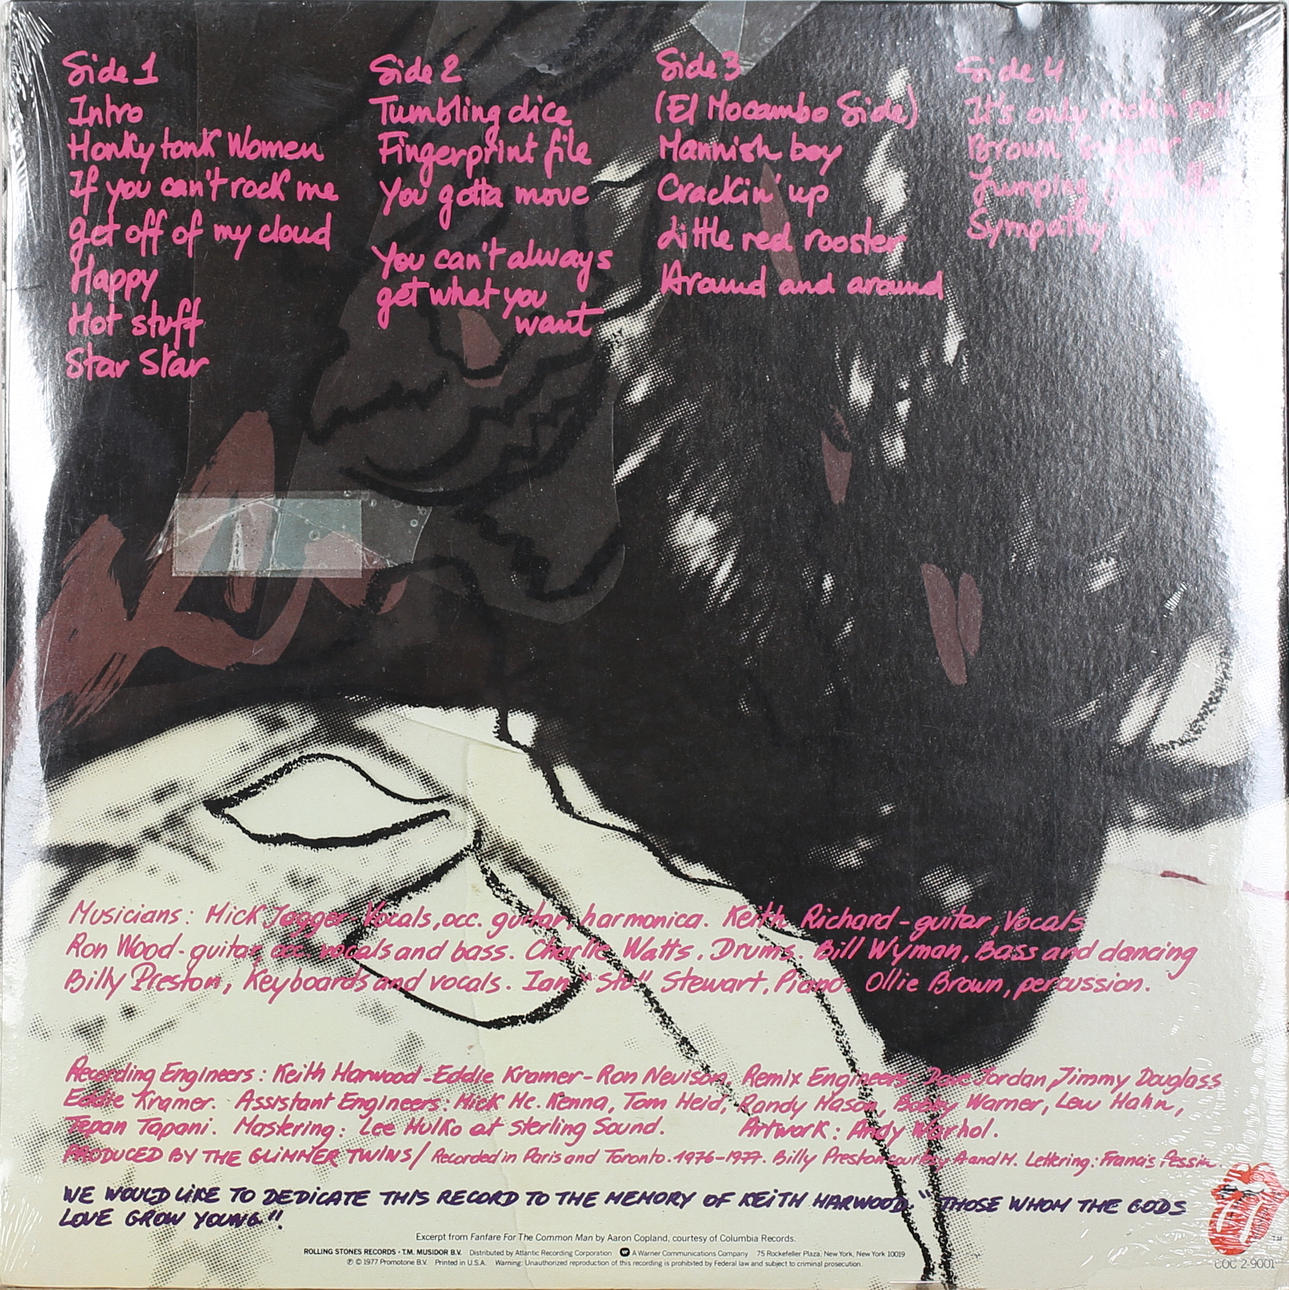 Side 1
Intro
Honky tonk Women
If you can't rock me
get off of my cloud
Happy
Hot stuff
Star Star
Side 2
Tumbling dice
Fingerprint file
You gotta move
You can't always
get what you
want
Side 3
(El Mocambo Side)
Mannish boy
Crackin' up
Little red rooster
Around and around
Side 4
It's only rock n' roll
Brown sugar
Jumping
Sympathy for
Musicians: Mick Jagger-Vocals, occ. guitar, harmonica. Keith Richard-guitar, Vocals
Ron Wood-guitar, occ. vocals and bass. Charlie Watts. Drums. Bill Wyman, Bass and dancing
Billy Preston, Keyboards and vocals. Ian "Stu" Stewart, Piano. Ollie Brown, percussion.
Recording Engineers: Keith Harwood-Eddie Kramer-Ron Nevison, Remix Engineers Dave Jordan, Jimmy Douglass
Eddie Kramer. Assistant Engineers: Mick Mc. Kenna, Tom Heid, Randy Mason, Bobby Warner, Lew Hahn,
Tapani. Mastering: Lee Hulko at Sterling Sound. Artwork: Andy Warhol.
PRODUCED BY THE GLIMMER TWINS/ Recorded in Paris and Toronto. 1976-1977. Billy Preston courtesy A and M. Lettering: Francis Pessin.
WE WOULD LIKE TO DEDICATE THIS RECORD TO THE MEMORY OF KEITH HARWOOD. "THOSE WHOM THE GODS
LOVE GROW YOUNG".
Excerpt from Fanfare For The Common Man by Aaron Copland, courtesy of Columbia Records.
ROLLING STONES RECORDS · T.M. MUSIDOR B.V. Distributed by Atlantic Recording Corporation A Warner Communications Company 75 Rockefeller Plaza, New York, New York 10019
℗ © 1977 Promotone B.V. Printed in U.S.A. Warning: Unauthorized reproduction of this recording is prohibited by Federal law and subject to criminal prosecution.
TM
COC 2-9001